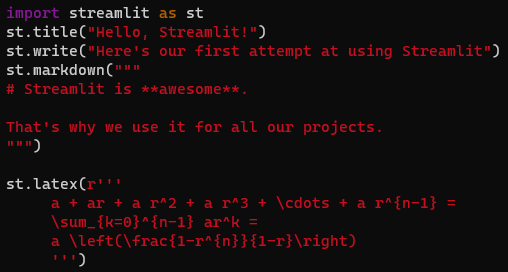 import streamlit as st
st.title("Hello, Streamlit!")
st.write("Here's our first attempt at using Streamlit")
st.markdown("""
# Streamlit is **awesome**.

That's why we use it for all our projects.
""")

st.latex(r'''
     a + ar + a r^2 + a r^3 + \cdots + a r^{n-1} =
     \sum_{k=0}^{n-1} ar^k =
     a \left(\frac{1-r^{n}}{1-r}\right)
     ''')